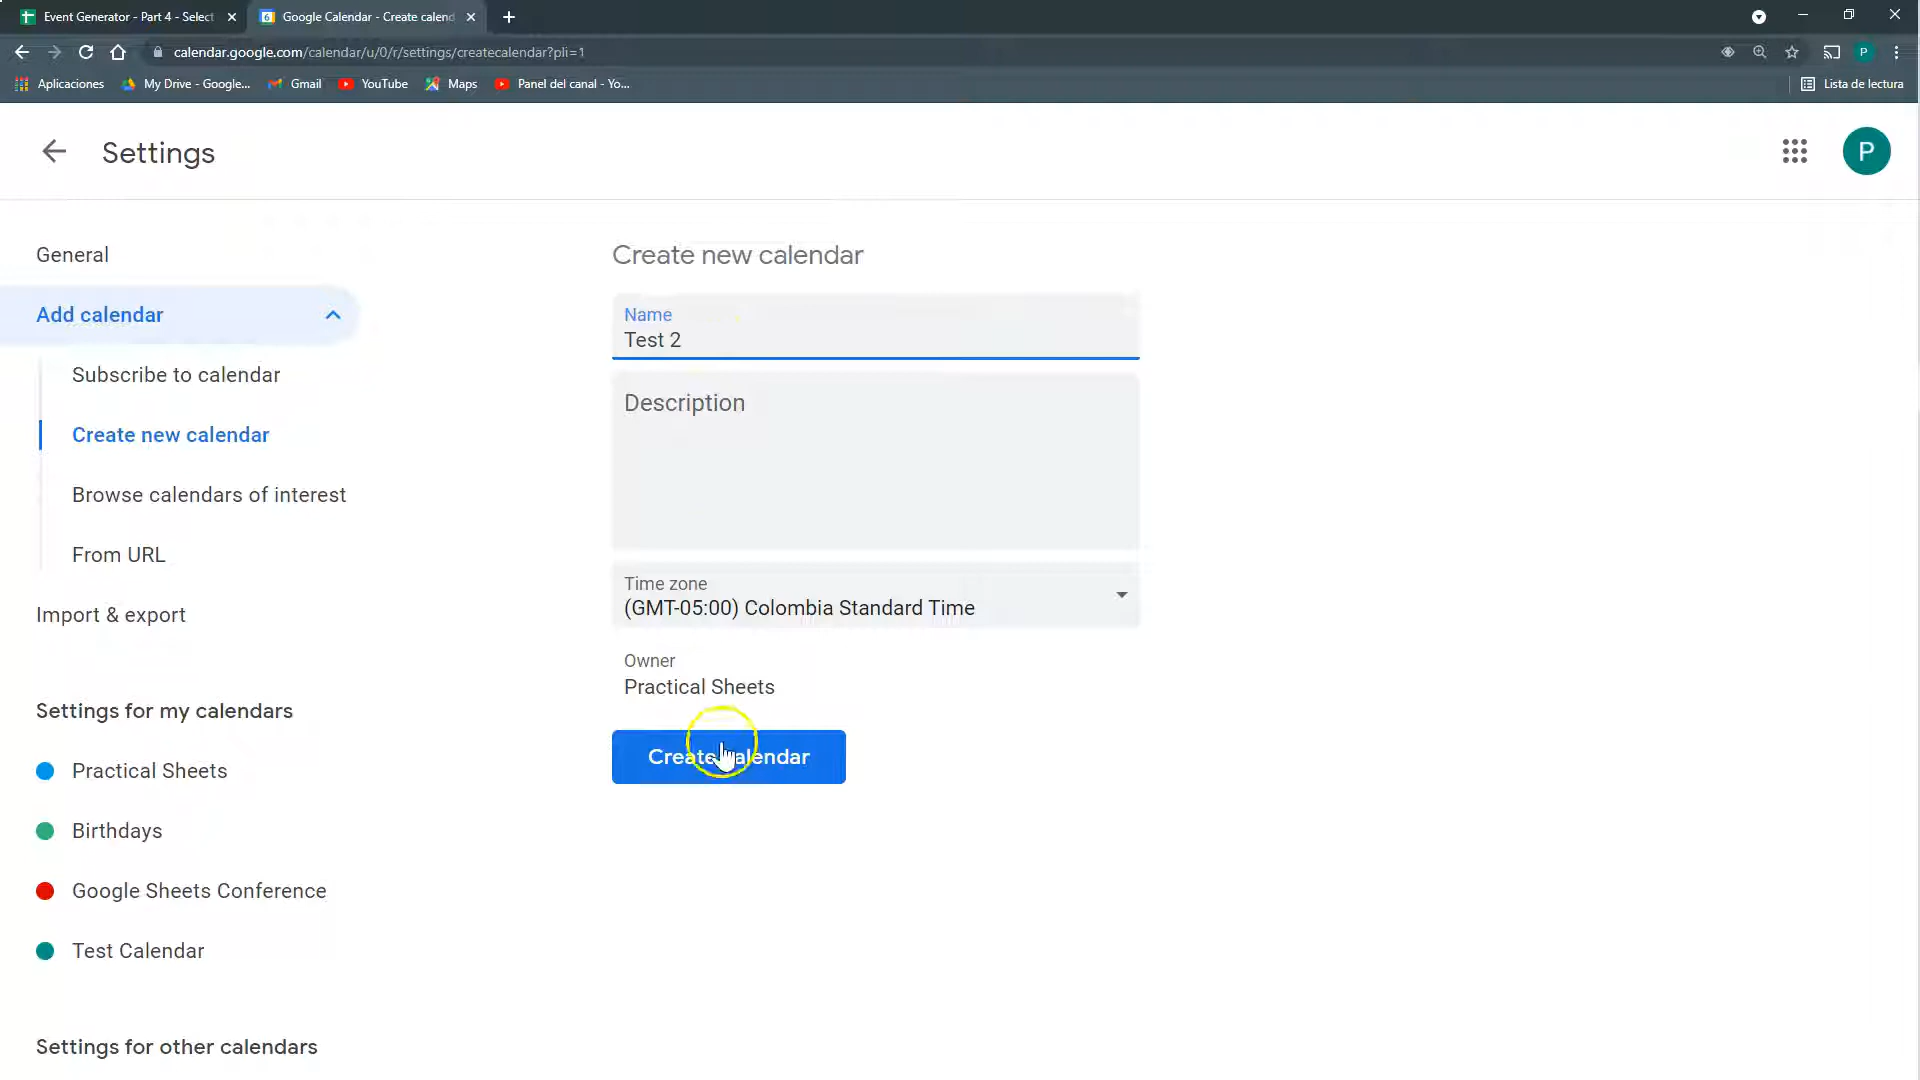 Event Generator - Part 4 - Select
Google Calendar - Create calend
calendar.google.com/calendar/u/0/r/settings/createcalendar?pli=1
P
Aplicaciones
My Drive - Google...
Gmail
YouTube
Maps
Panel del canal - Yo...
Lista de lectura
Settings
P
General
Add calendar
Subscribe to calendar
Create new calendar
Browse calendars of interest
From URL
Import & export
Settings for my calendars
Practical Sheets
Birthdays
Google Sheets Conference
Test Calendar
Settings for other calendars
Create new calendar
Name
Test 2
Description
Time zone
(GMT-05:00) Colombia Standard Time
Owner
Practical Sheets
Create calendar